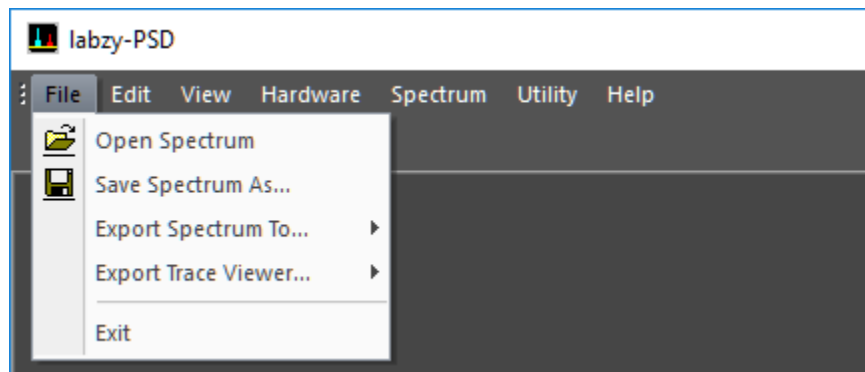 labzy-PSD
File Edit View Hardware Spectrum Utility Help
Open Spectrum
Save Spectrum As...
Export Spectrum To...
Export Trace Viewer...
Exit